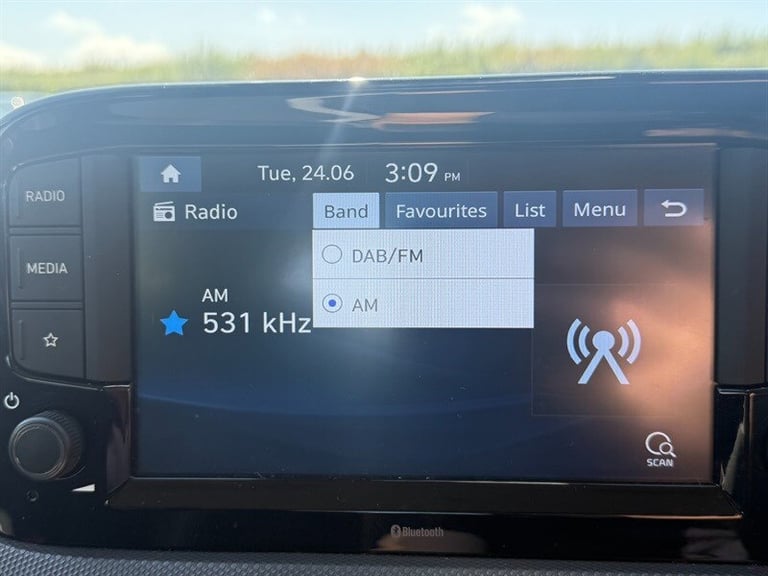 Tue, 24.06 3:09 PM
RADIO
Radio Band Favourites List Menu
DAB/FM
MEDIA
AM
AM
531 kHz
SCAN
Bluetooth